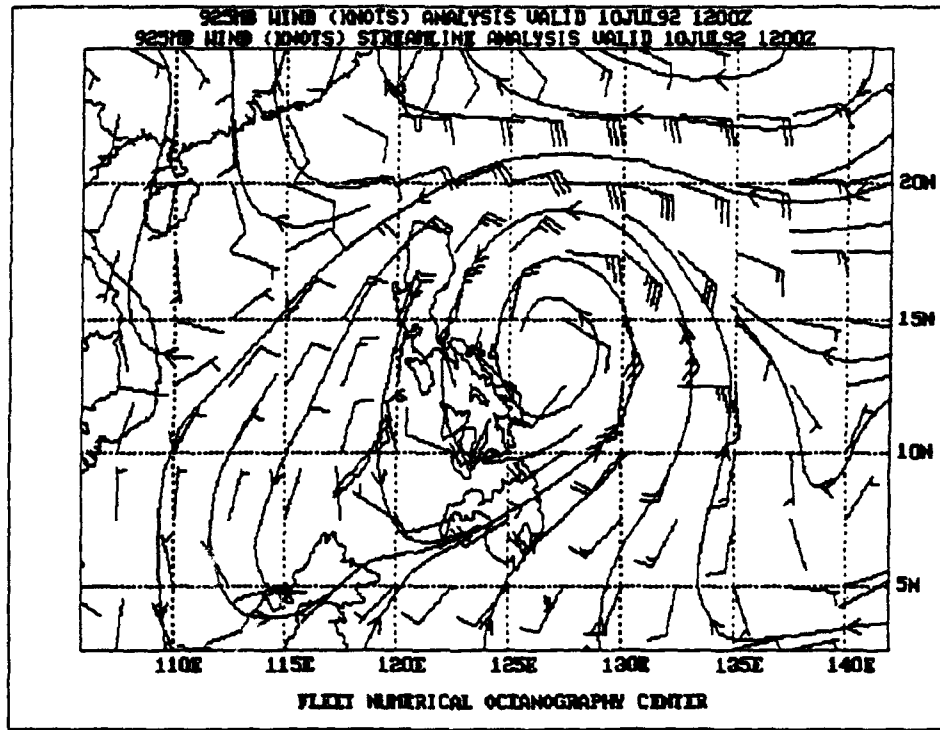 925MB WIND (KNOTS) ANALYSIS VALID 10JUL92 1200Z
925MB WIND (KNOTS) STREAMLINE ANALYSIS VALID 10JUL92 1200Z
20N
15N
10N
5N
110E 115E 120E 125E 130E 135E 140E
FLEET NUMERICAL OCEANOGRAPHY CENTER